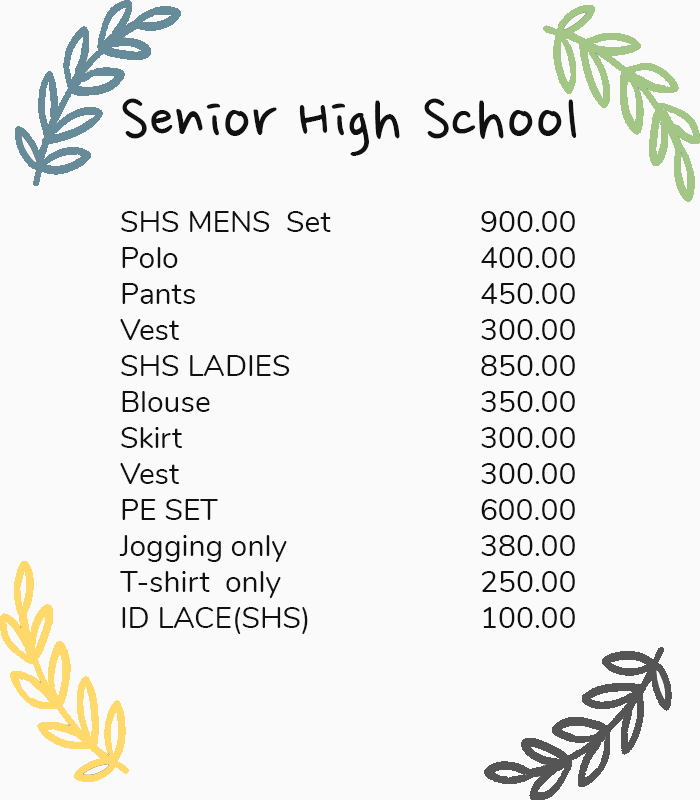 Senior High School
SHS MENS  Set 900.00
Polo 400.00
Pants 450.00
Vest 300.00
SHS LADIES 850.00
Blouse 350.00
Skirt 300.00
Vest 300.00
PE SET 600.00
Jogging only 380.00
T-shirt  only 250.00
ID LACE(SHS) 100.00